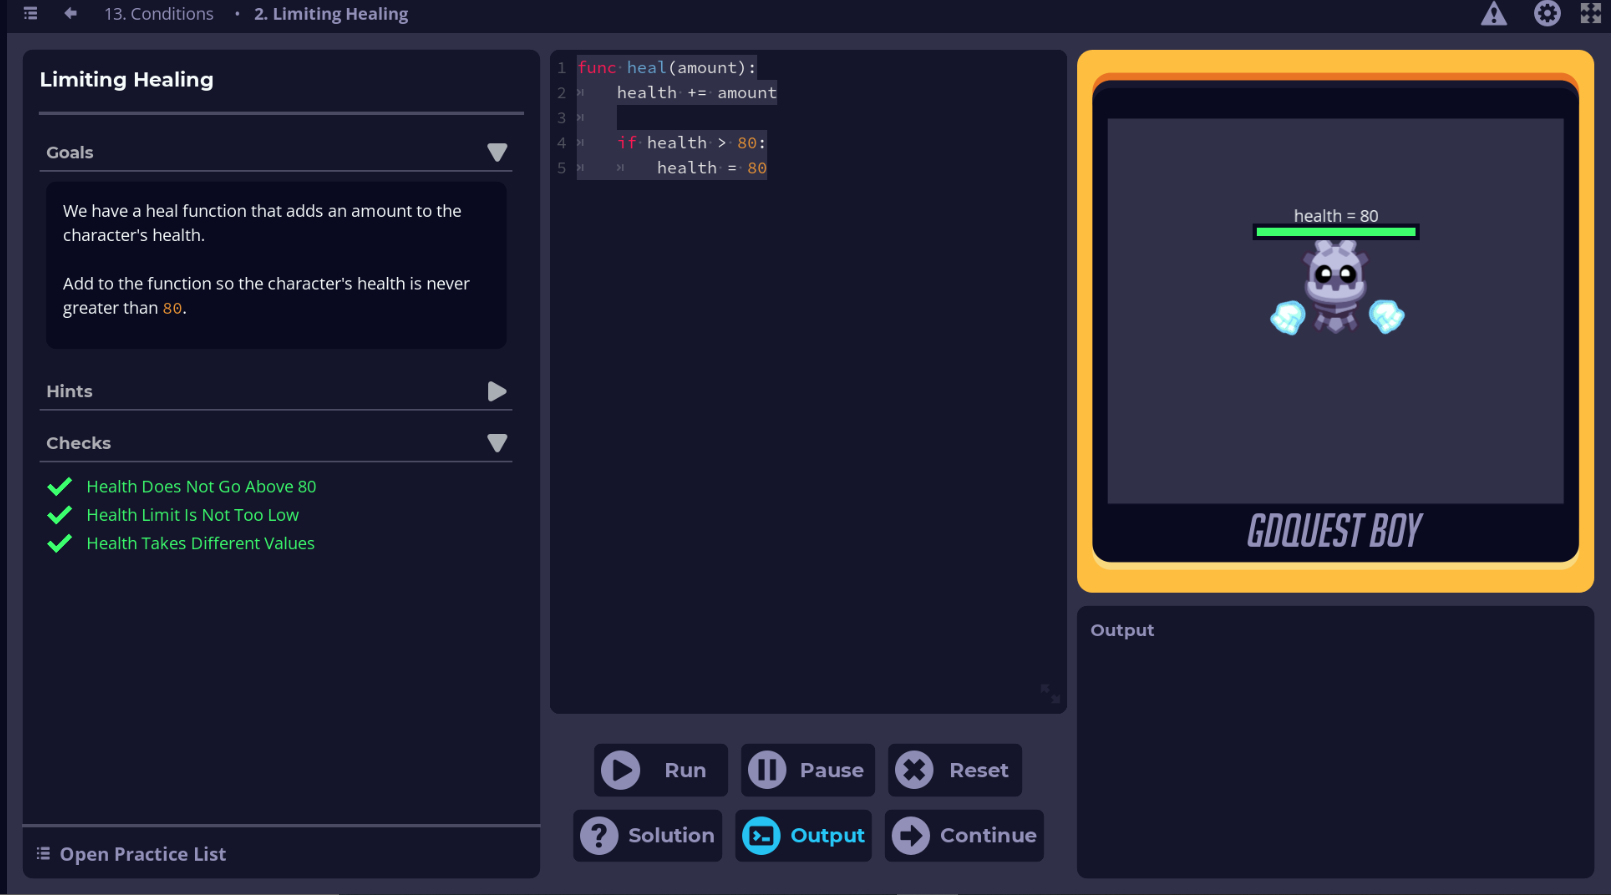 13. Conditions • 2. Limiting Healing
Limiting Healing
Goals
We have a heal function that adds an amount to the
character's health.
Add to the function so the character's health is never
greater than 80.
Hints
Checks
Health Does Not Go Above 80
Health Limit Is Not Too Low
Health Takes Different Values
Open Practice List
1 func heal(amount):
2 health += amount
3
4 if health > 80:
5 health = 80
Run
Pause
Reset
Solution
Output
Continue
health = 80
GDQUEST BOY
Output